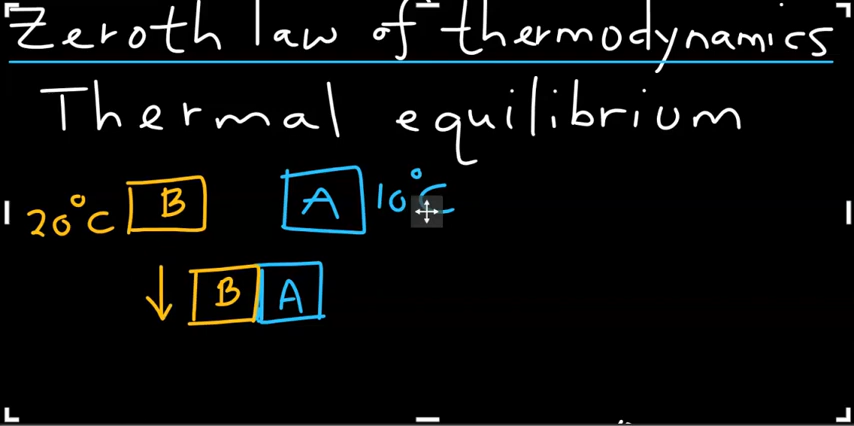 Zeroth law of thermodynamics
Thermal equilibrium
20°C B A 10°C
↓ B A